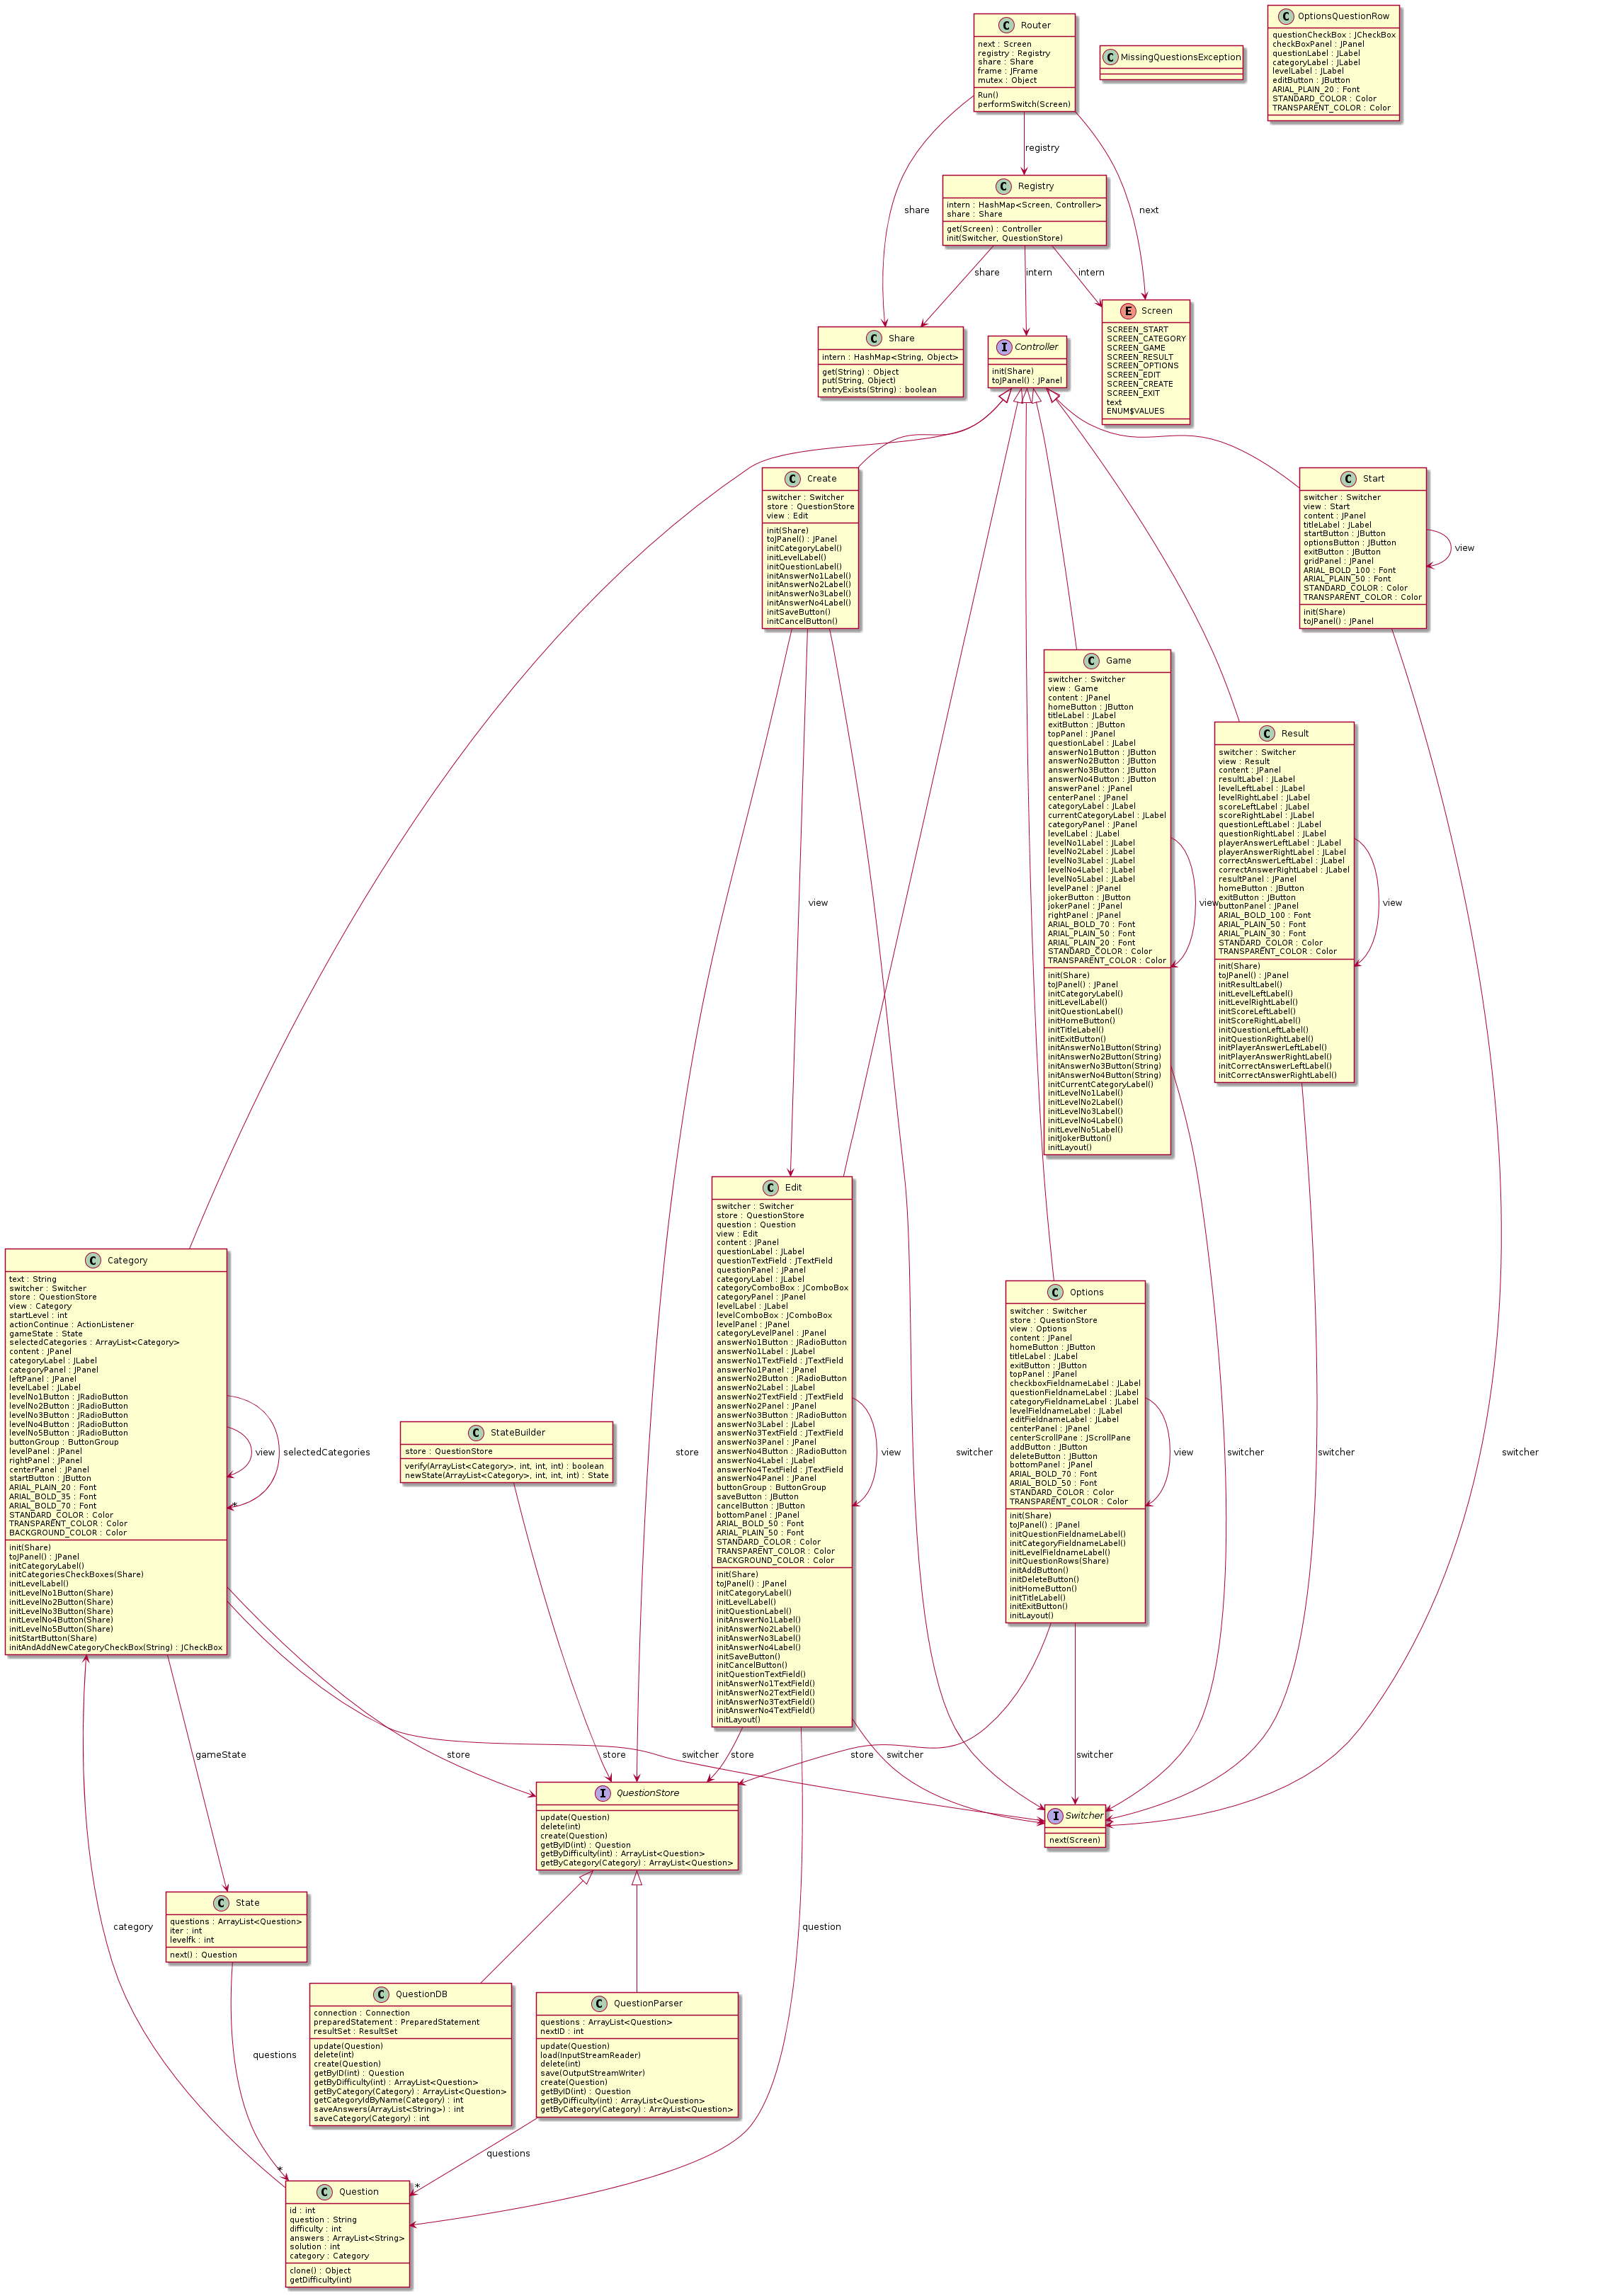 Router
next : Screen
registry : Registry
share : Share
frame : JFrame
mutex : Object
Run()
performSwitch(Screen)
MissingQuestionsException
OptionsQuestionRow
questionCheckBox : JCheckBox
checkBoxPanel : JPanel
questionLabel : JLabel
categoryLabel : JLabel
levelLabel : JLabel
editButton : JButton
ARIAL_PLAIN_20 : Font
STANDARD_COLOR : Color
TRANSPARENT_COLOR : Color
registry
share
next
Registry
intern : HashMap<Screen, Controller>
share : Share
get(Screen) : Controller
init(Switcher, QuestionStore)
share
intern
intern
Share
intern : HashMap<String, Object>
get(String) : Object
put(String, Object)
entryExists(String) : boolean
Controller
init(Share)
toJPanel() : JPanel
Screen
SCREEN_START
SCREEN_CATEGORY
SCREEN_GAME
SCREEN_RESULT
SCREEN_OPTIONS
SCREEN_EDIT
SCREEN_CREATE
SCREEN_EXIT
text
ENUM$VALUES
Create
switcher : Switcher
store : QuestionStore
view : Edit
init(Share)
toJPanel() : JPanel
initCategoryLabel()
initLevelLabel()
initQuestionLabel()
initAnswerNo1Label()
initAnswerNo2Label()
initAnswerNo3Label()
initAnswerNo4Label()
initSaveButton()
initCancelButton()
Start
switcher : Switcher
view : Start
content : JPanel
titleLabel : JLabel
startButton : JButton
optionsButton : JButton
exitButton : JButton
gridPanel : JPanel
ARIAL_BOLD_100 : Font
ARIAL_PLAIN_50 : Font
STANDARD_COLOR : Color
TRANSPARENT_COLOR : Color
init(Share)
toJPanel() : JPanel
view
Game
switcher : Switcher
view : Game
content : JPanel
homeButton : JButton
titleLabel : JLabel
exitButton : JButton
topPanel : JPanel
questionLabel : JLabel
answerNo1Button : JButton
answerNo2Button : JButton
answerNo3Button : JButton
answerNo4Button : JButton
answerPanel : JPanel
centerPanel : JPanel
categoryLabel : JLabel
currentCategoryLabel : JLabel
categoryPanel : JPanel
levelLabel : JLabel
levelNo1Label : JLabel
levelNo2Label : JLabel
levelNo3Label : JLabel
levelNo4Label : JLabel
levelNo5Label : JLabel
levelPanel : JPanel
jokerButton : JButton
jokerPanel : JPanel
rightPanel : JPanel
ARIAL_BOLD_70 : Font
ARIAL_PLAIN_50 : Font
ARIAL_PLAIN_20 : Font
STANDARD_COLOR : Color
TRANSPARENT_COLOR : Color
init(Share)
toJPanel() : JPanel
initCategoryLabel()
initLevelLabel()
initQuestionLabel()
initHomeButton()
initTitleLabel()
initExitButton()
initAnswerNo1Button(String)
initAnswerNo2Button(String)
initAnswerNo3Button(String)
initAnswerNo4Button(String)
initCurrentCategoryLabel()
initLevelNo1Label()
initLevelNo2Label()
initLevelNo3Label()
initLevelNo4Label()
initLevelNo5Label()
initJokerButton()
initLayout()
view
Result
switcher : Switcher
view : Result
content : JPanel
resultLabel : JLabel
levelLeftLabel : JLabel
levelRightLabel : JLabel
scoreLeftLabel : JLabel
scoreRightLabel : JLabel
questionLeftLabel : JLabel
questionRightLabel : JLabel
playerAnswerLeftLabel : JLabel
playerAnswerRightLabel : JLabel
correctAnswerLeftLabel : JLabel
correctAnswerRightLabel : JLabel
resultPanel : JPanel
homeButton : JButton
exitButton : JButton
buttonPanel : JPanel
ARIAL_BOLD_100 : Font
ARIAL_PLAIN_50 : Font
ARIAL_PLAIN_30 : Font
STANDARD_COLOR : Color
TRANSPARENT_COLOR : Color
init(Share)
toJPanel() : JPanel
initResultLabel()
initLevelLeftLabel()
initLevelRightLabel()
initScoreLeftLabel()
initScoreRightLabel()
initQuestionLeftLabel()
initQuestionRightLabel()
initPlayerAnswerLeftLabel()
initPlayerAnswerRightLabel()
initCorrectAnswerLeftLabel()
initCorrectAnswerRightLabel()
view
view
Category
text : String
switcher : Switcher
store : QuestionStore
view : Category
startLevel : int
actionContinue : ActionListener
gameState : State
selectedCategories : ArrayList<Category>
content : JPanel
categoryLabel : JLabel
categoryPanel : JPanel
leftPanel : JPanel
levelLabel : JLabel
levelNo1Button : JRadioButton
levelNo2Button : JRadioButton
levelNo3Button : JRadioButton
levelNo4Button : JRadioButton
levelNo5Button : JRadioButton
buttonGroup : ButtonGroup
levelPanel : JPanel
rightPanel : JPanel
centerPanel : JPanel
startButton : JButton
ARIAL_PLAIN_20 : Font
ARIAL_BOLD_35 : Font
ARIAL_BOLD_70 : Font
STANDARD_COLOR : Color
TRANSPARENT_COLOR : Color
BACKGROUND_COLOR : Color
init(Share)
toJPanel() : JPanel
initCategoryLabel()
initCategoriesCheckBoxes(Share)
initLevelLabel()
initLevelNo1Button(Share)
initLevelNo2Button(Share)
initLevelNo3Button(Share)
initLevelNo4Button(Share)
initLevelNo5Button(Share)
initStartButton(Share)
initAndAddNewCategoryCheckBox(String) : JCheckBox
view
selectedCategories
*
StateBuilder
store : QuestionStore
verify(ArrayList<Category>, int, int, int) : boolean
newState(ArrayList<Category>, int, int, int) : State
store
switcher
Edit
switcher : Switcher
store : QuestionStore
question : Question
view : Edit
content : JPanel
questionLabel : JLabel
questionTextField : JTextField
questionPanel : JPanel
categoryLabel : JLabel
categoryComboBox : JComboBox
categoryPanel : JPanel
levelLabel : JLabel
levelComboBox : JComboBox
levelPanel : JPanel
categoryLevelPanel : JPanel
answerNo1Button : JRadioButton
answerNo1Label : JLabel
answerNo1TextField : JTextField
answerNo1Panel : JPanel
answerNo2Button : JRadioButton
answerNo2Label : JLabel
answerNo2TextField : JTextField
answerNo2Panel : JPanel
answerNo3Button : JRadioButton
answerNo3Label : JLabel
answerNo3TextField : JTextField
answerNo3Panel : JPanel
answerNo4Button : JRadioButton
answerNo4Label : JLabel
answerNo4TextField : JTextField
answerNo4Panel : JPanel
buttonGroup : ButtonGroup
saveButton : JButton
cancelButton : JButton
bottomPanel : JPanel
ARIAL_BOLD_50 : Font
ARIAL_PLAIN_50 : Font
STANDARD_COLOR : Color
TRANSPARENT_COLOR : Color
BACKGROUND_COLOR : Color
init(Share)
toJPanel() : JPanel
initCategoryLabel()
initLevelLabel()
initQuestionLabel()
initAnswerNo1Label()
initAnswerNo2Label()
initAnswerNo3Label()
initAnswerNo4Label()
initSaveButton()
initCancelButton()
initQuestionTextField()
initAnswerNo1TextField()
initAnswerNo2TextField()
initAnswerNo3TextField()
initAnswerNo4TextField()
initLayout()
view
Options
switcher : Switcher
store : QuestionStore
view : Options
content : JPanel
homeButton : JButton
titleLabel : JLabel
exitButton : JButton
topPanel : JPanel
checkboxFieldnameLabel : JLabel
questionFieldnameLabel : JLabel
categoryFieldnameLabel : JLabel
levelFieldnameLabel : JLabel
editFieldnameLabel : JLabel
centerPanel : JPanel
centerScrollPane : JScrollPane
addButton : JButton
deleteButton : JButton
bottomPanel : JPanel
ARIAL_BOLD_70 : Font
ARIAL_BOLD_50 : Font
STANDARD_COLOR : Color
TRANSPARENT_COLOR : Color
init(Share)
toJPanel() : JPanel
initQuestionFieldnameLabel()
initCategoryFieldnameLabel()
initLevelFieldnameLabel()
initQuestionRows(Share)
initAddButton()
initDeleteButton()
initHomeButton()
initTitleLabel()
initExitButton()
initLayout()
view
switcher
switcher
switcher
gameState
store
store
switcher
store
switcher
store
switcher
QuestionStore
update(Question)
delete(int)
create(Question)
getByID(int) : Question
getByDifficulty(int) : ArrayList<Question>
getByCategory(Category) : ArrayList<Question>
Switcher
next(Screen)
State
questions : ArrayList<Question>
iter : int
levelfk : int
next() : Question
category
question
QuestionDB
connection : Connection
preparedStatement : PreparedStatement
resultSet : ResultSet
update(Question)
delete(int)
create(Question)
getByID(int) : Question
getByDifficulty(int) : ArrayList<Question>
getByCategory(Category) : ArrayList<Question>
getCategoryIdByName(Category) : int
saveAnswers(ArrayList<String>) : int
saveCategory(Category) : int
QuestionParser
questions : ArrayList<Question>
nextID : int
update(Question)
load(InputStreamReader)
delete(int)
save(OutputStreamWriter)
create(Question)
getByID(int) : Question
getByDifficulty(int) : ArrayList<Question>
getByCategory(Category) : ArrayList<Question>
questions
questions
*
*
Question
id : int
question : String
difficulty : int
answers : ArrayList<String>
solution : int
category : Category
clone() : Object
getDifficulty(int)